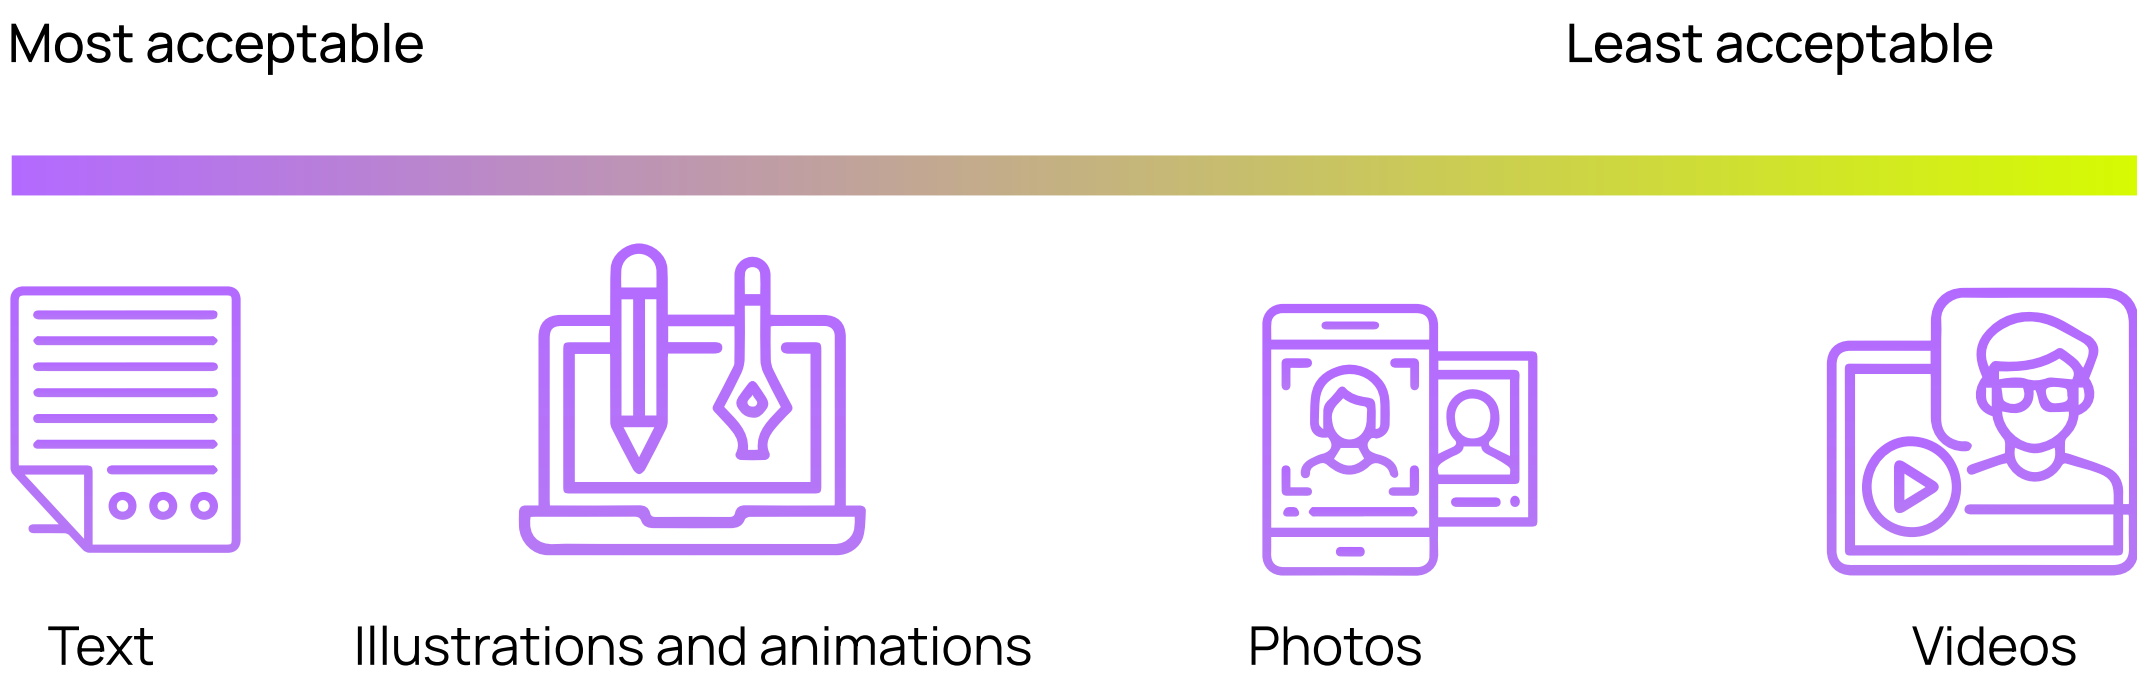 Most acceptable
Least acceptable
Text
Illustrations and animations
Photos
Videos